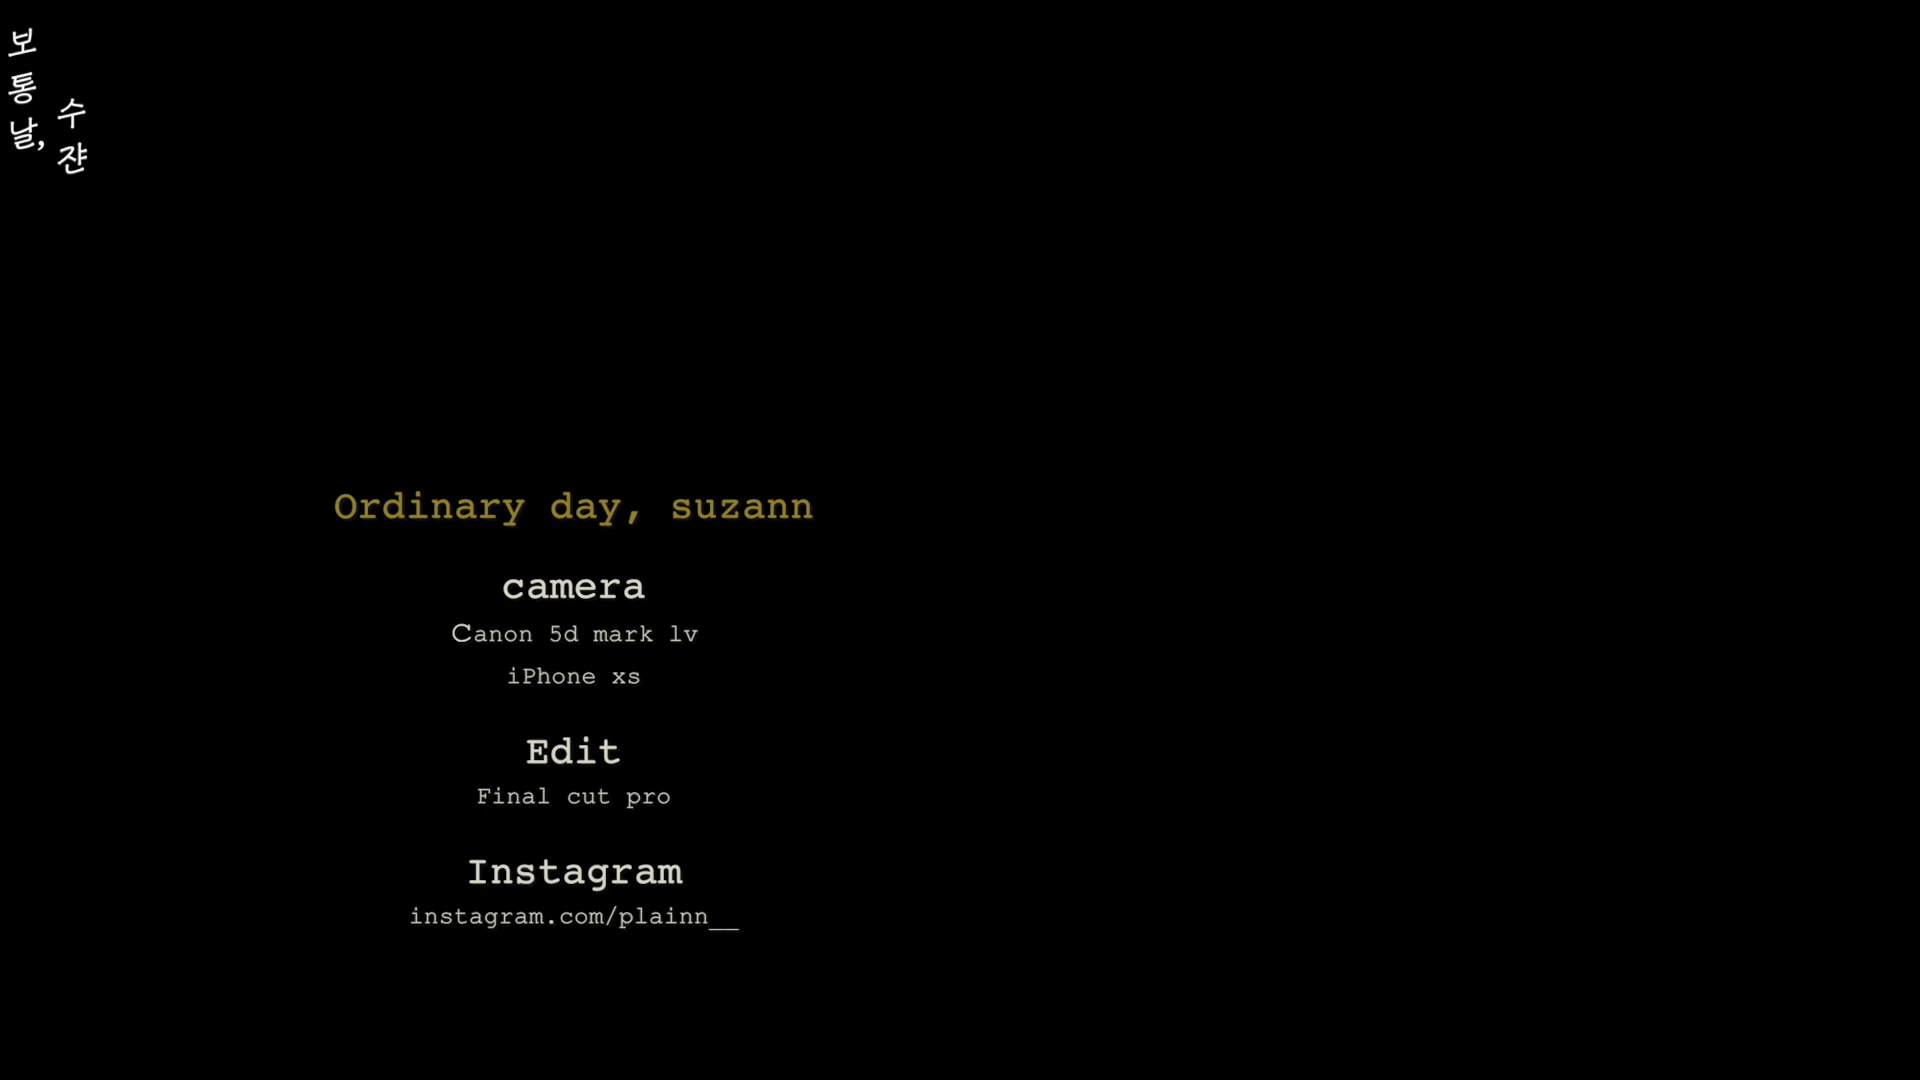 보통날,
수쟌
Ordinary day, suzann
camera
Canon 5d mark lv
iPhone xs
Edit
Final cut pro
Instagram
instagram.com/plainn__